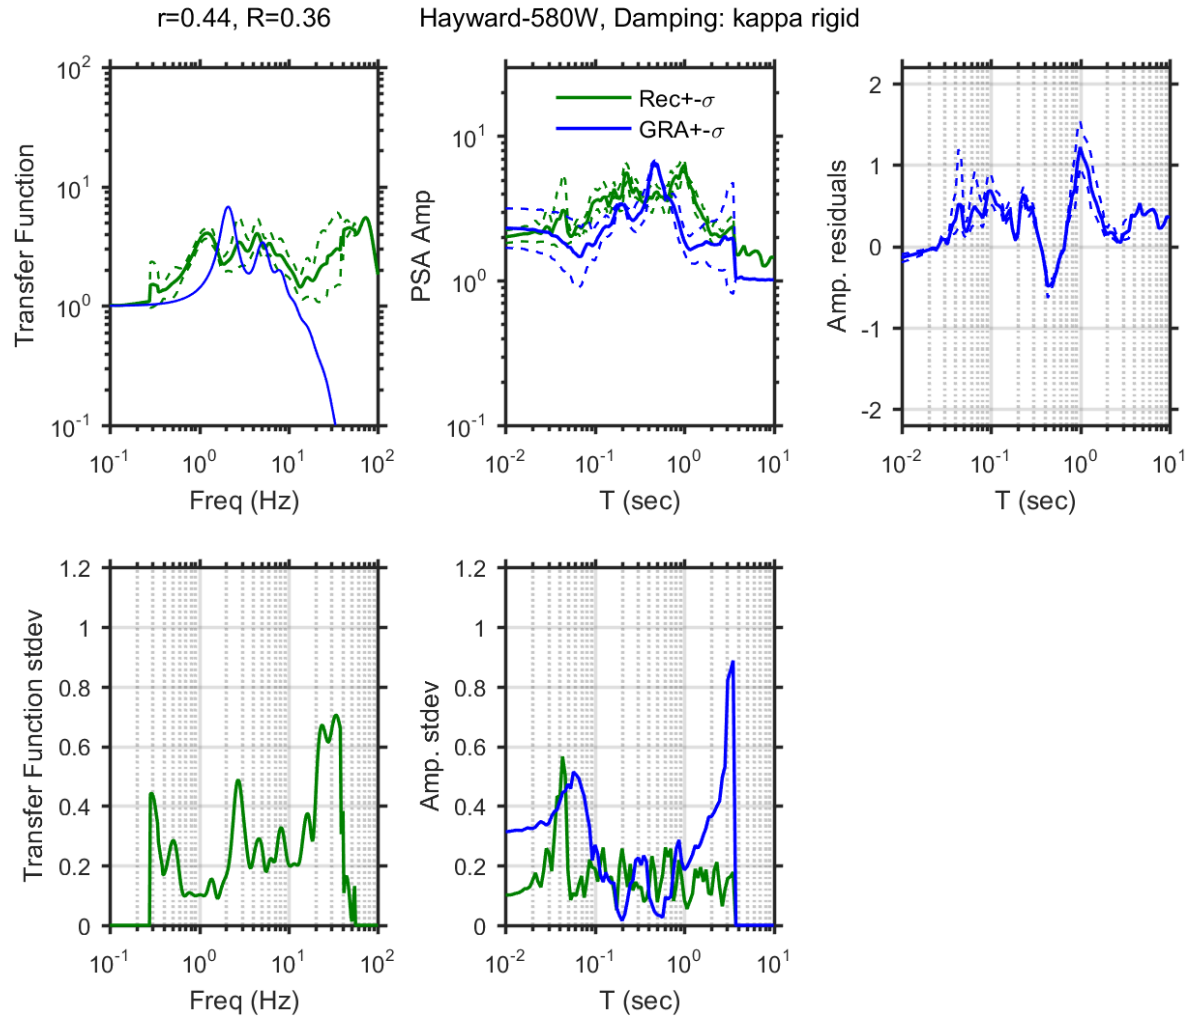 r=0.44, R=0.36
Hayward-580W, Damping: kappa rigid
Transfer Function
10^2
10^1
10^0
10^-1
10^-1 10^0 10^1 10^2
Freq (Hz)
PSA Amp
10^1
10^0
10^-1
Rec+-σ
GRA+-σ
10^-2 10^-1 10^0 10^1
T (sec)
Amp. residuals
2
1
0
-1
-2
10^-2 10^-1 10^0 10^1
T (sec)
Transfer Function stdev
1.2
1
0.8
0.6
0.4
0.2
0
10^-1 10^0 10^1 10^2
Freq (Hz)
Amp. stdev
1.2
1
0.8
0.6
0.4
0.2
0
10^-2 10^-1 10^0 10^1
T (sec)